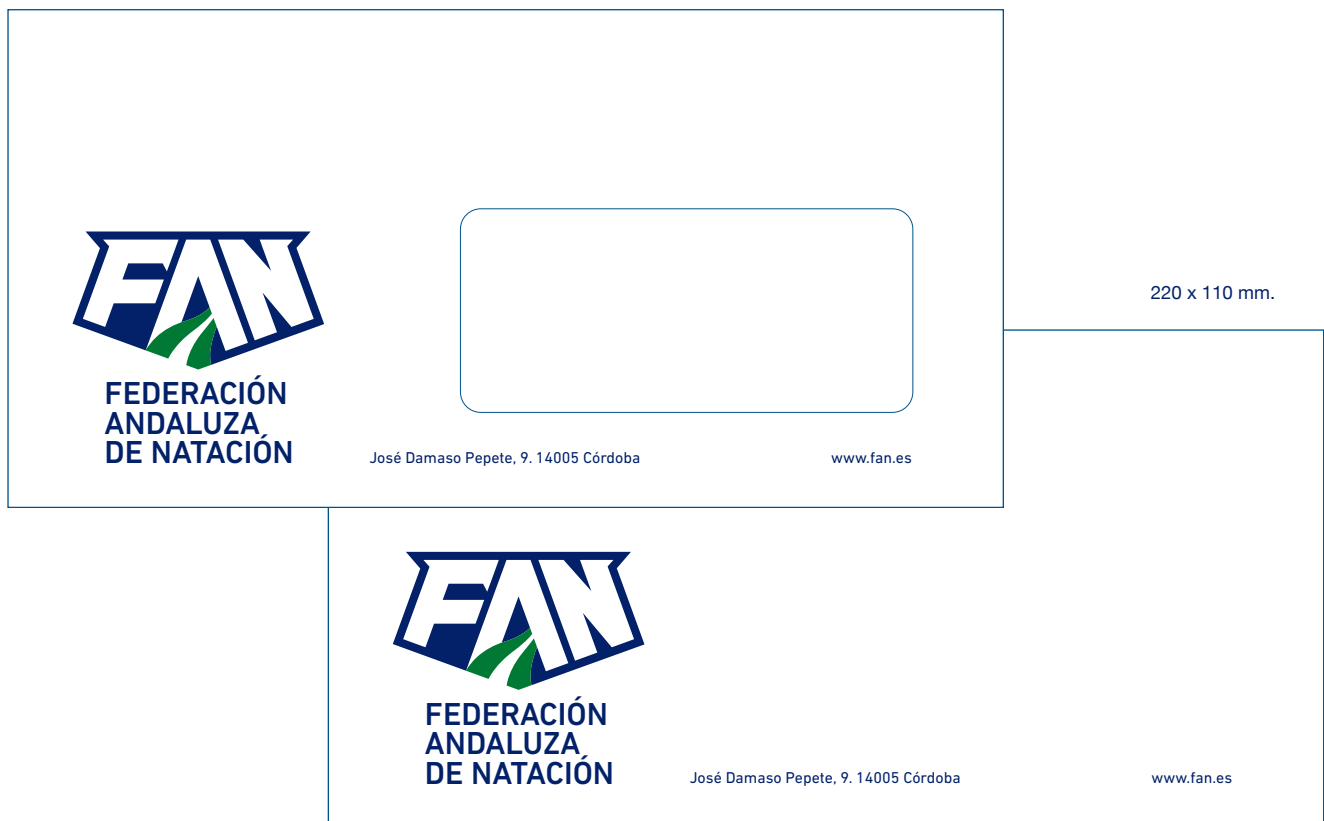 FAN
FEDERACIÓN
ANDALUZA
DE NATACIÓN
José Damaso Pepete, 9. 14005 Córdoba
www.fan.es
220 x 110 mm.
FAN
FEDERACIÓN
ANDALUZA
DE NATACIÓN
José Damaso Pepete, 9. 14005 Córdoba
www.fan.es